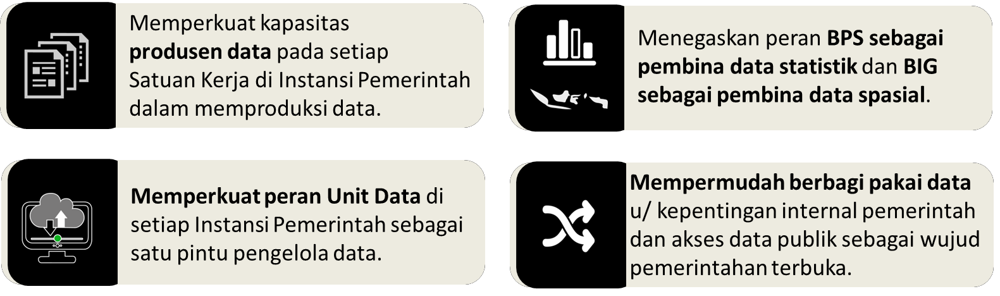 Memperkuat kapasitas
produsen data pada setiap
Satuan Kerja di Instansi Pemerintah
dalam memproduksi data.
Menegaskan peran BPS sebagai
pembina data statistik dan BIG
sebagai pembina data spasial.
Memperkuat peran Unit Data di
setiap Instansi Pemerintah sebagai
satu pintu pengelola data.
Mempermudah berbagi pakai data
u/ kepentingan internal pemerintah
dan akses data publik sebagai wujud
pemerintahan terbuka.